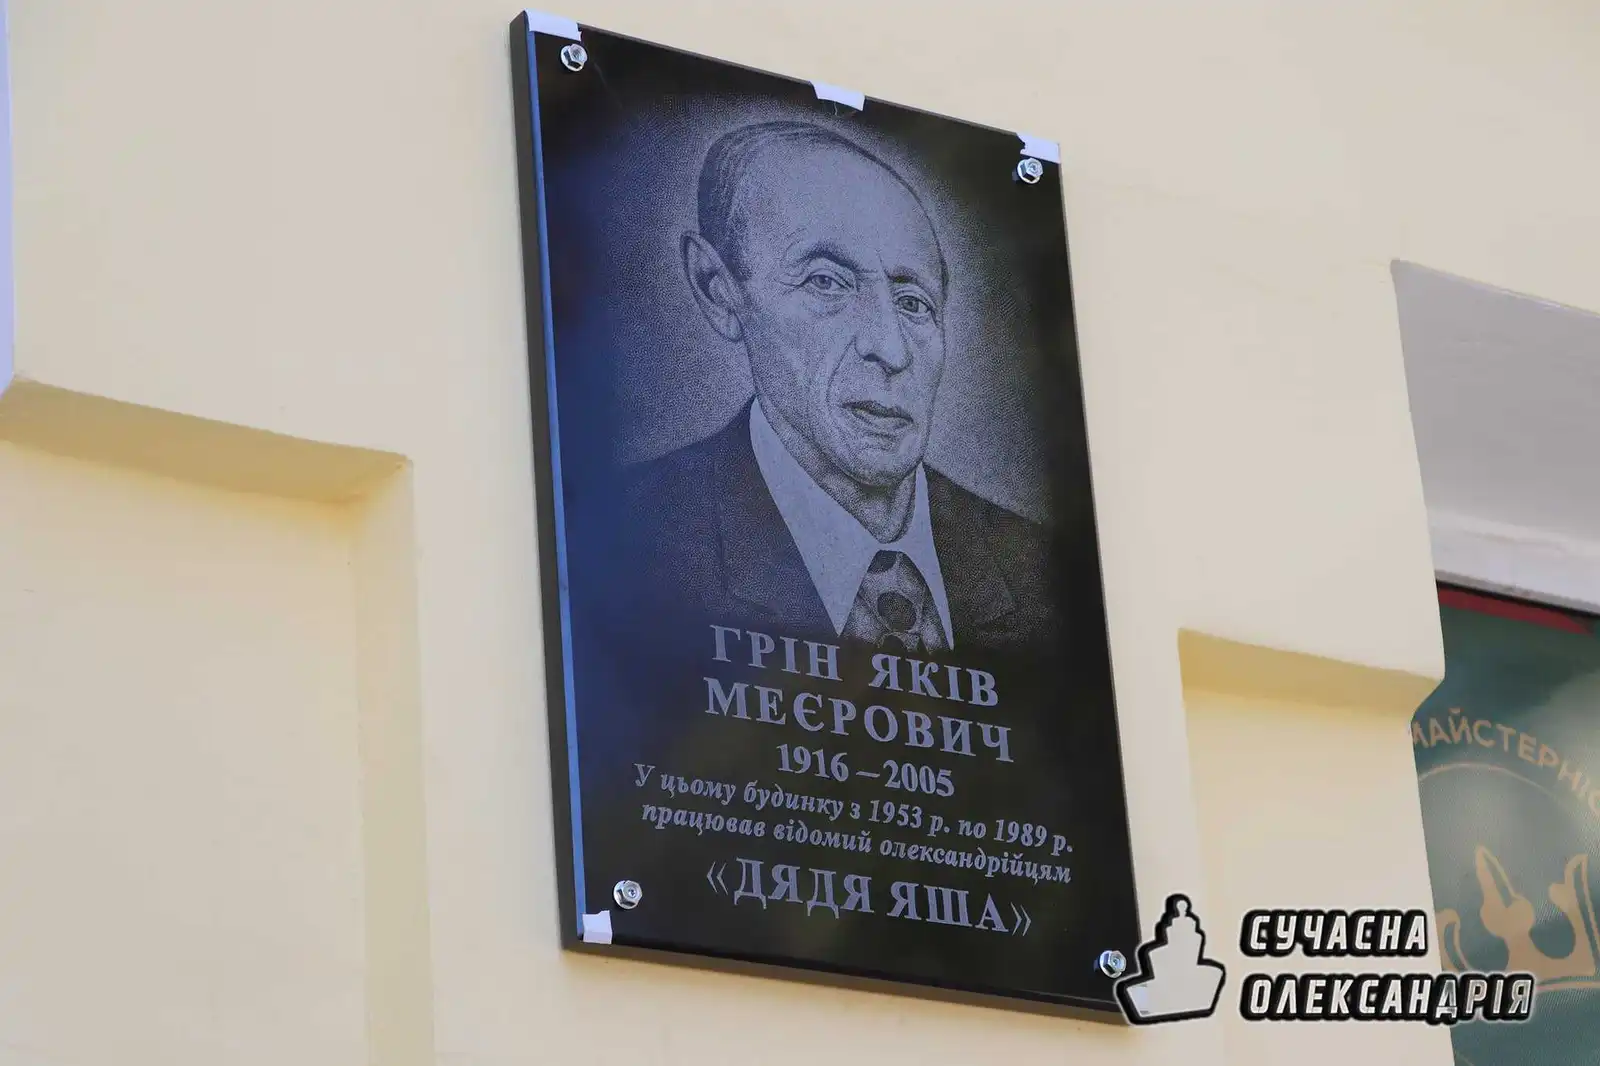 ГРІН ЯКІВ
МЕЄРОВИЧ
1916 – 2005
У цьому будинку з 1953 р. по 1989 р.
працював відомий олександрійцям
«ДЯДЯ ЯША»
СУЧАСНА
ОЛЕКСАНДРІЯ